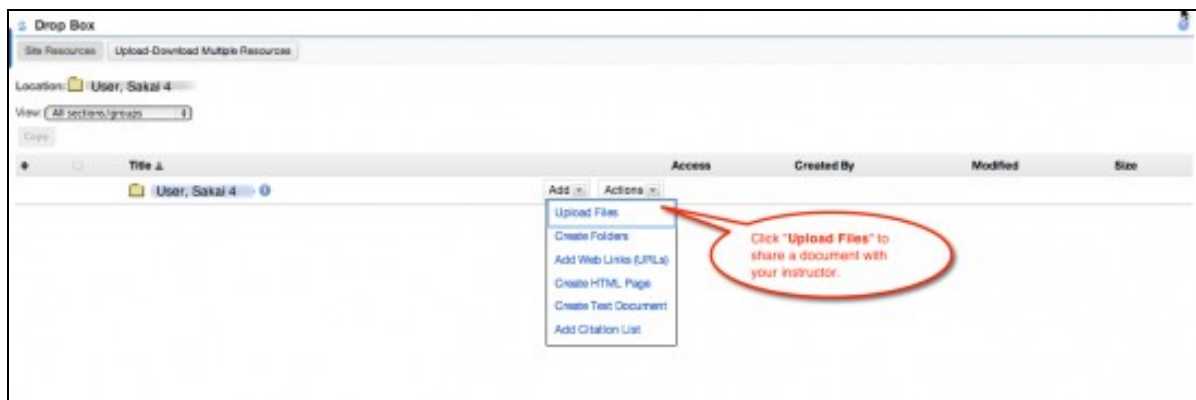 Drop Box
Site Resources Upload-Download Multiple Resources
Location: User, Sakai 4
View: All sections/groups
Copy
Title Access Created By Modified Size
User, Sakai 4 Add Actions
Upload Files
Create Folders
Add Web Links (URLs)
Create HTML Page
Create Text Document
Add Citation List
Click "Upload Files" to
share a document with
your instructor.